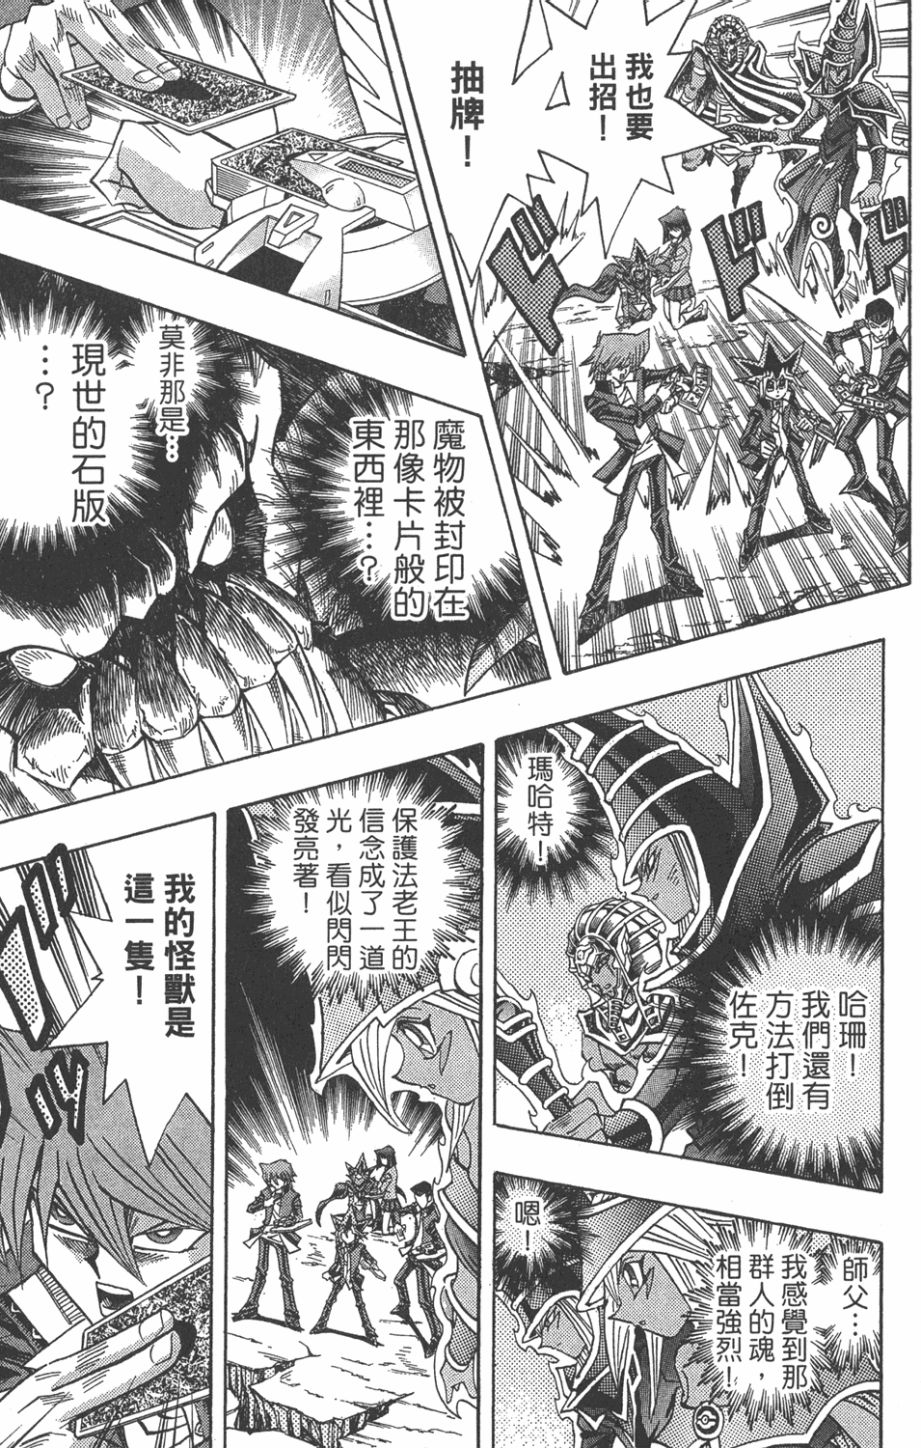 我也要
出招！
抽牌！
ドドドド
魔物被封印在
那像卡片般的
東西裡…？
莫非那是…
現世的石版
…？
瑪哈特！
哈珊！
我們還有
方法打倒
佐克！
師父…
我感覺到那
群人的魂，
相當強烈！
嗯！
保護法老王的
信念成了一道
光，看似閃閃
發亮著！
我的怪獸是
這一隻！